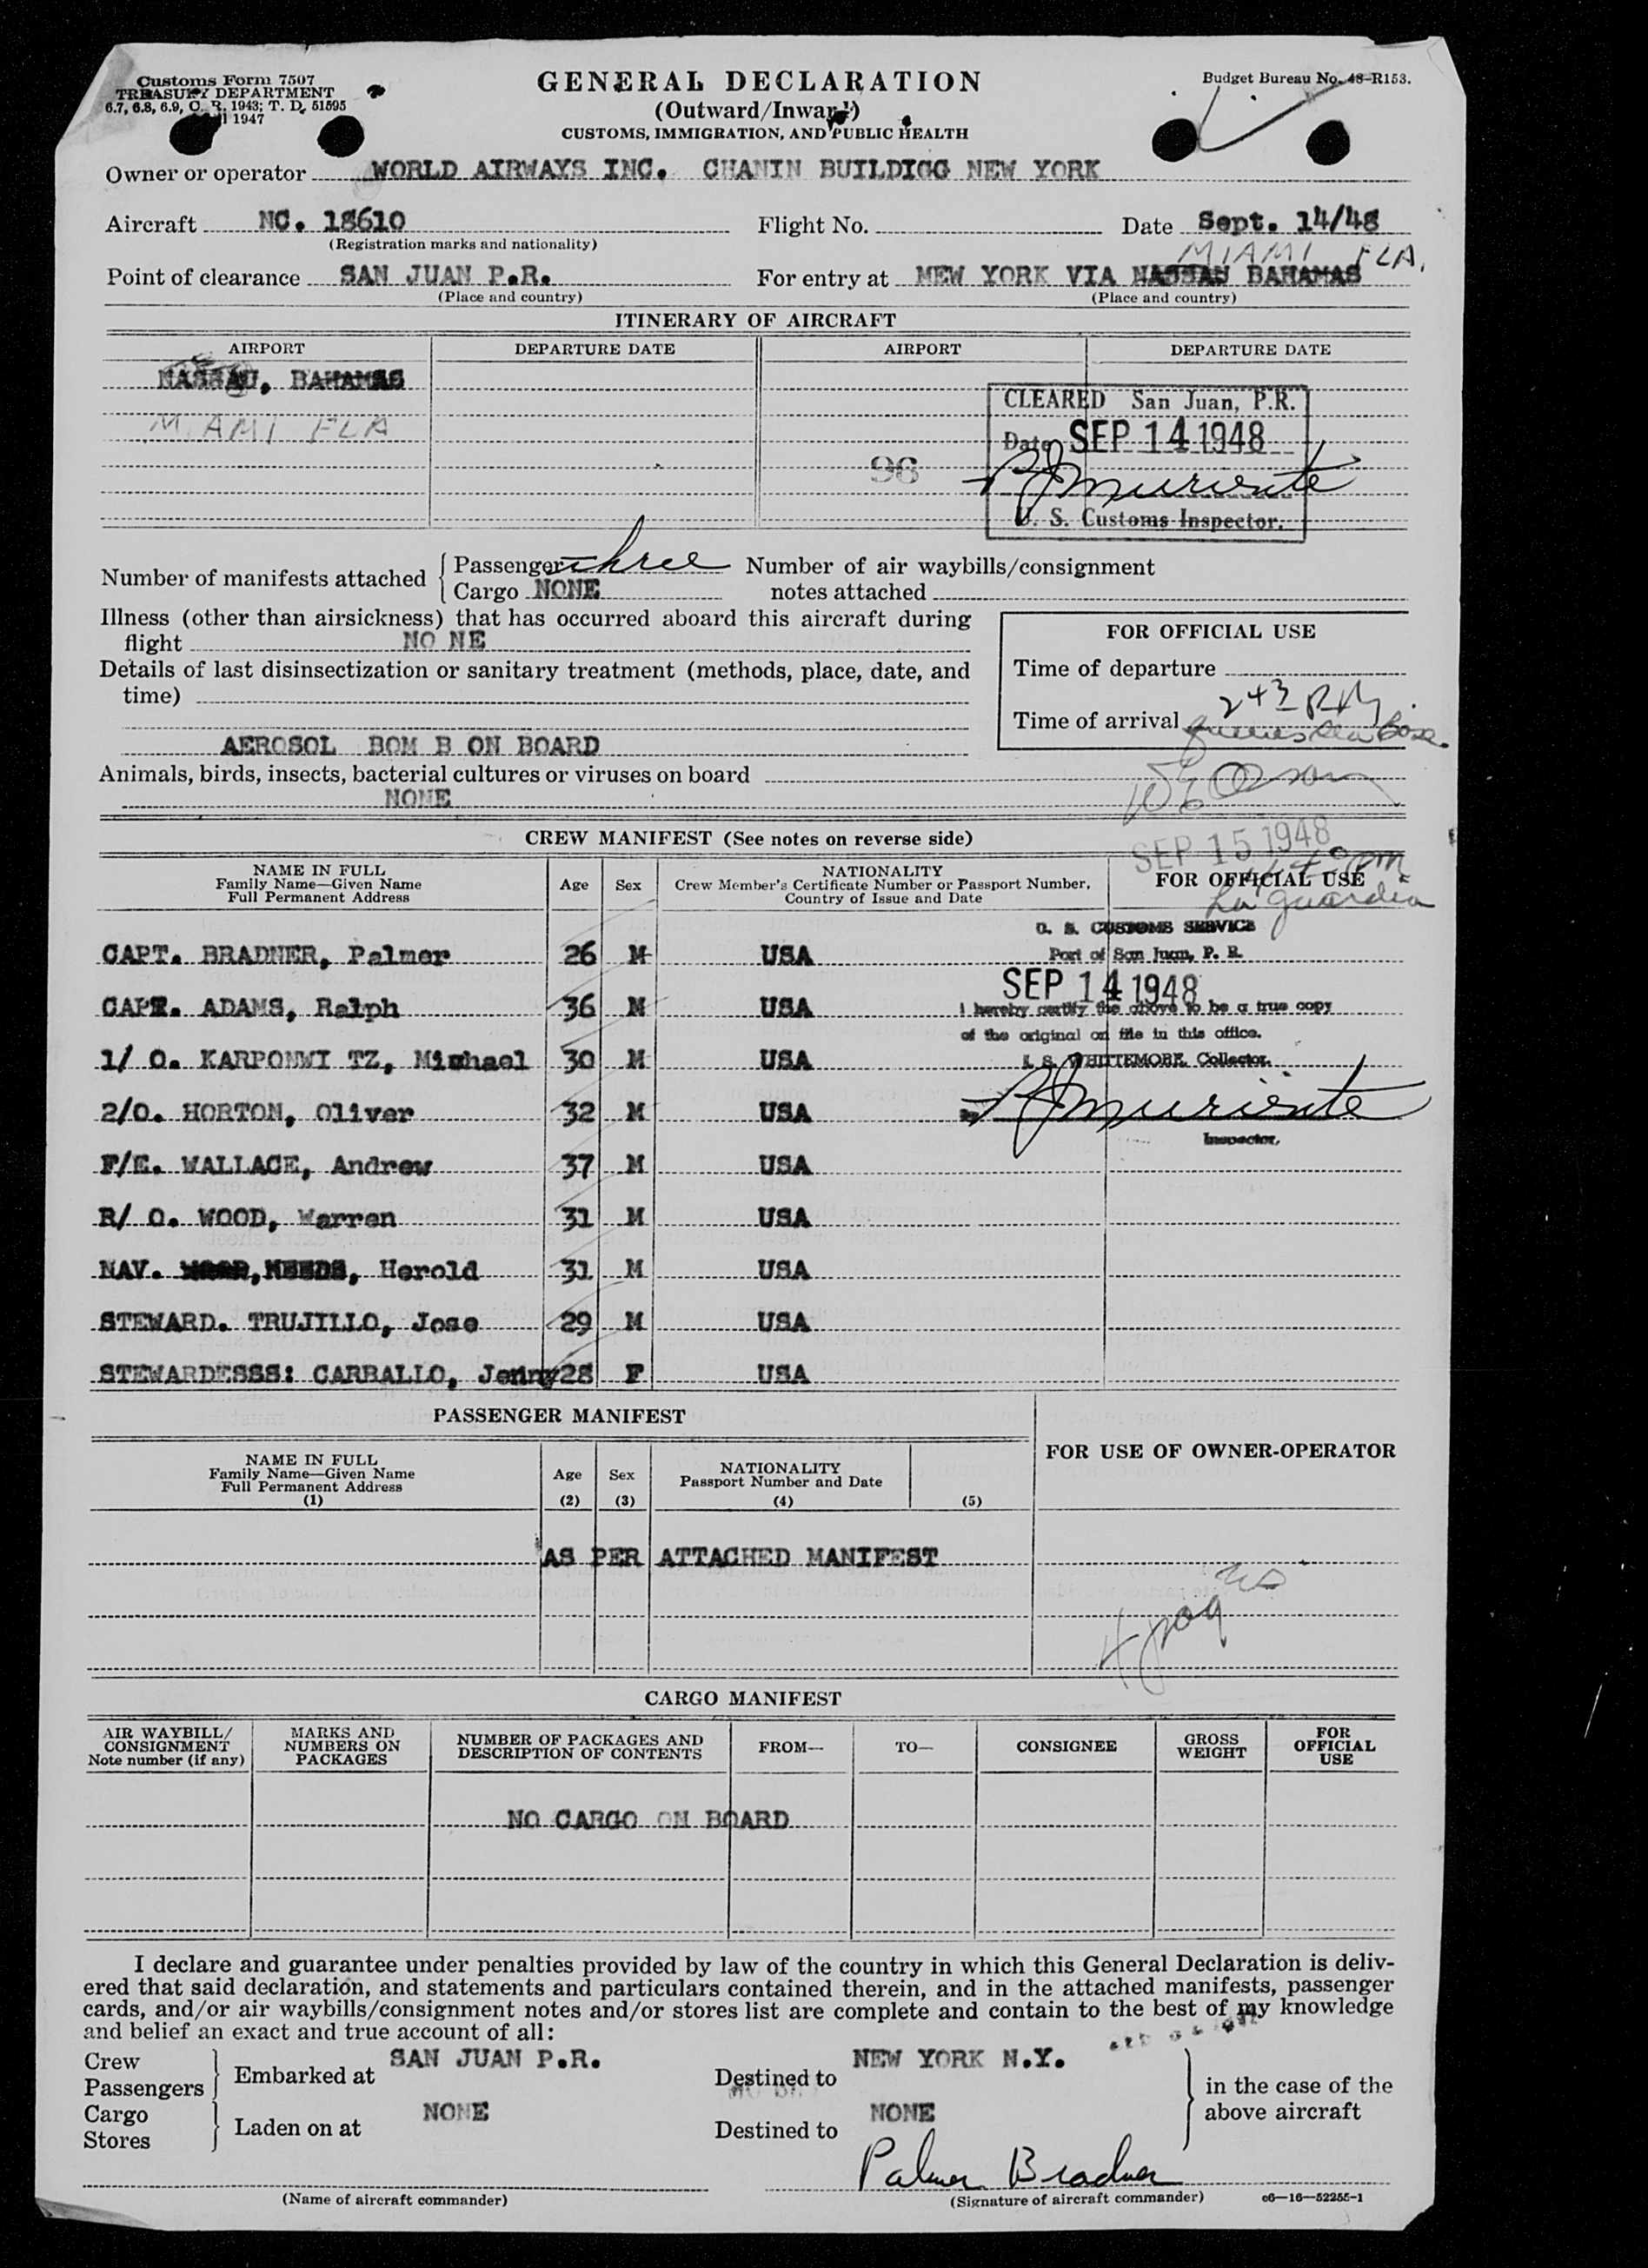 Customs Form 7507
TREASURY DEPARTMENT
6.7, 6.8, 6.9, C. R. 1943; T. D. 51595
1947
GENERAL DECLARATION
(Outward/Inward)
CUSTOMS, IMMIGRATION, AND PUBLIC HEALTH
Budget Bureau No. 48-R153.
Owner or operator WORLD AIRWAYS INC. CHANIN BUILDIGG NEW YORK
Aircraft NC. 18610 Flight No. Date Sept. 14/48
(Registration marks and nationality)
MIAMI FLA.
Point of clearance SAN JUAN P.R. For entry at MEW YORK VIA NASSAU BAHAMAS
(Place and country) (Place and country)
ITINERARY OF AIRCRAFT
AIRPORT DEPARTURE DATE AIRPORT DEPARTURE DATE
NASSAU, BAHAMAS
MIAMI FLA
CLEARED San Juan, P.R.
Date SEP 14 1948
96
U. S. Customs Inspector.
Number of manifests attached Passenger three Number of air waybills/consignment
Cargo NONE notes attached
Illness (other than airsickness) that has occurred aboard this aircraft during
flight NO NE
Details of last disinsectization or sanitary treatment (methods, place, date, and
time)
AEROSOL BOM B ON BOARD
FOR OFFICIAL USE
Time of departure
243 PM
Time of arrival
Animals, birds, insects, bacterial cultures or viruses on board
NONE
CREW MANIFEST (See notes on reverse side)
SEP 15 1948
NAME IN FULL
Family Name—Given Name
Full Permanent Address
Age Sex
NATIONALITY
Crew Member's Certificate Number or Passport Number,
Country of Issue and Date
FOR OFFICIAL USE
La Guardia
U. S. CUSTOMS SERVICE
Port of San Juan, P. R.
SEP 14 1948
I hereby certify the above to be a true copy
of the original on file in this office.
I. S. WHITTEMORE, Collector.
Inspector.
CAPT. BRADNER, Palmer 26 M USA
CAPT. ADAMS, Ralph 36 M USA
1/ O. KARPONWI TZ, Michael 30 M USA
2/O. HORTON, Oliver 32 M USA
F/E. WALLACE, Andrew 37 M USA
R/ O. WOOD, Warren 31 M USA
NAV. Herold 31 M USA
STEWARD. TRUJILLO, Jose 29 M USA
STEWARDESSS: CARBALLO, Jenny 28 F USA
PASSENGER MANIFEST
FOR USE OF OWNER-OPERATOR
NAME IN FULL
Family Name—Given Name
Full Permanent Address
(1)
Age
(2)
Sex
(3)
NATIONALITY
Passport Number and Date
(4) (5)
AS PER ATTACHED MANIFEST
CARGO MANIFEST
AIR WAYBILL/
CONSIGNMENT
Note number (if any)
MARKS AND
NUMBERS ON
PACKAGES
NUMBER OF PACKAGES AND
DESCRIPTION OF CONTENTS
FROM—
TO—
CONSIGNEE
GROSS
WEIGHT
FOR
OFFICIAL
USE
NO CARGO ON BOARD
I declare and guarantee under penalties provided by law of the country in which this General Declaration is deliv-
ered that said declaration, and statements and particulars contained therein, and in the attached manifests, passenger
cards, and/or air waybills/consignment notes and/or stores list are complete and contain to the best of my knowledge
and belief an exact and true account of all:
Crew
Passengers
Embarked at SAN JUAN P.R. Destined to NEW YORK N.Y.
Cargo
Stores
Laden on at NONE Destined to NONE
in the case of the
above aircraft
Palmer Bradner
(Name of aircraft commander) (Signature of aircraft commander) c6—16—52255-1